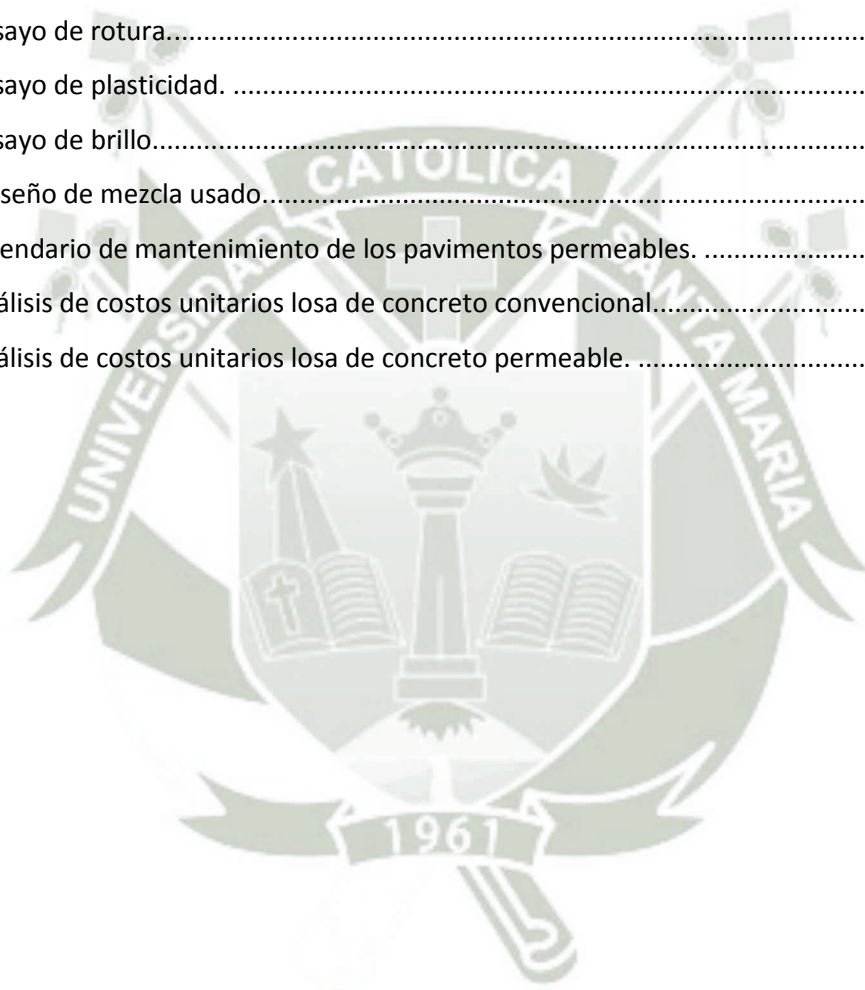 sayo de rotura
sayo de plasticidad.
sayo de brillo
seño de mezcla usado
endario de mantenimiento de los pavimentos permeables.
álisis de costos unitarios losa de concreto convencional
álisis de costos unitarios losa de concreto permeable.
UNIVERSIDAD CATOLICA SANTA MARIA
1961